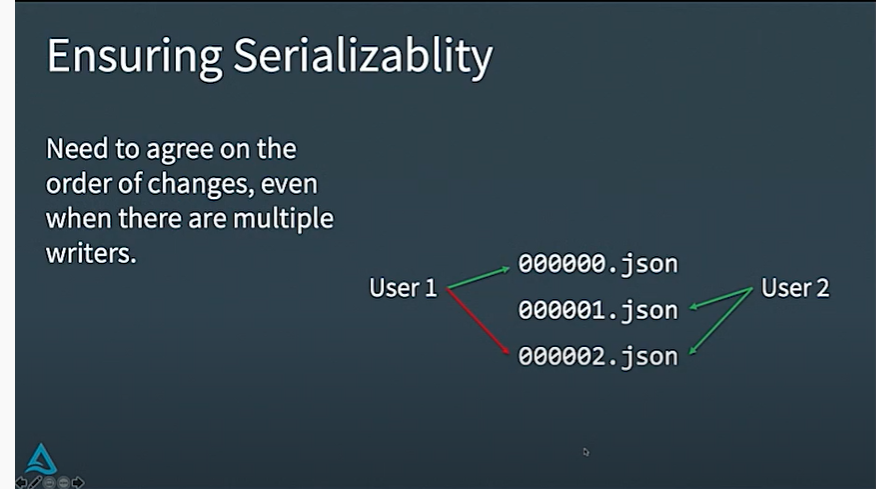 Ensuring Serializablity
Need to agree on the
order of changes, even
when there are multiple
writers.
000000.json
User 1
User 2
000001.json
000002.json